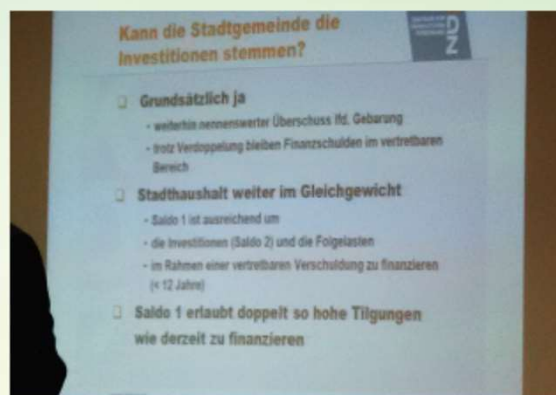 Kann die Stadtgemeinde die
Investitionen stemmen?
DZ
Grundsätzlich ja
- weiterhin nennenswerter Überschuss lfd. Gebarung
- trotz Verdoppelung bleiben Finanzschulden im vertretbaren
Bereich
Stadthaushalt weiter im Gleichgewicht
- Saldo 1 ist ausreichend um
- die Investitionen (Saldo 2) und die Folgelasten
- im Rahmen einer vertretbaren Verschuldung zu finanzieren
(< 12 Jahre)
Saldo 1 erlaubt doppelt so hohe Tilgungen
wie derzeit zu finanzieren